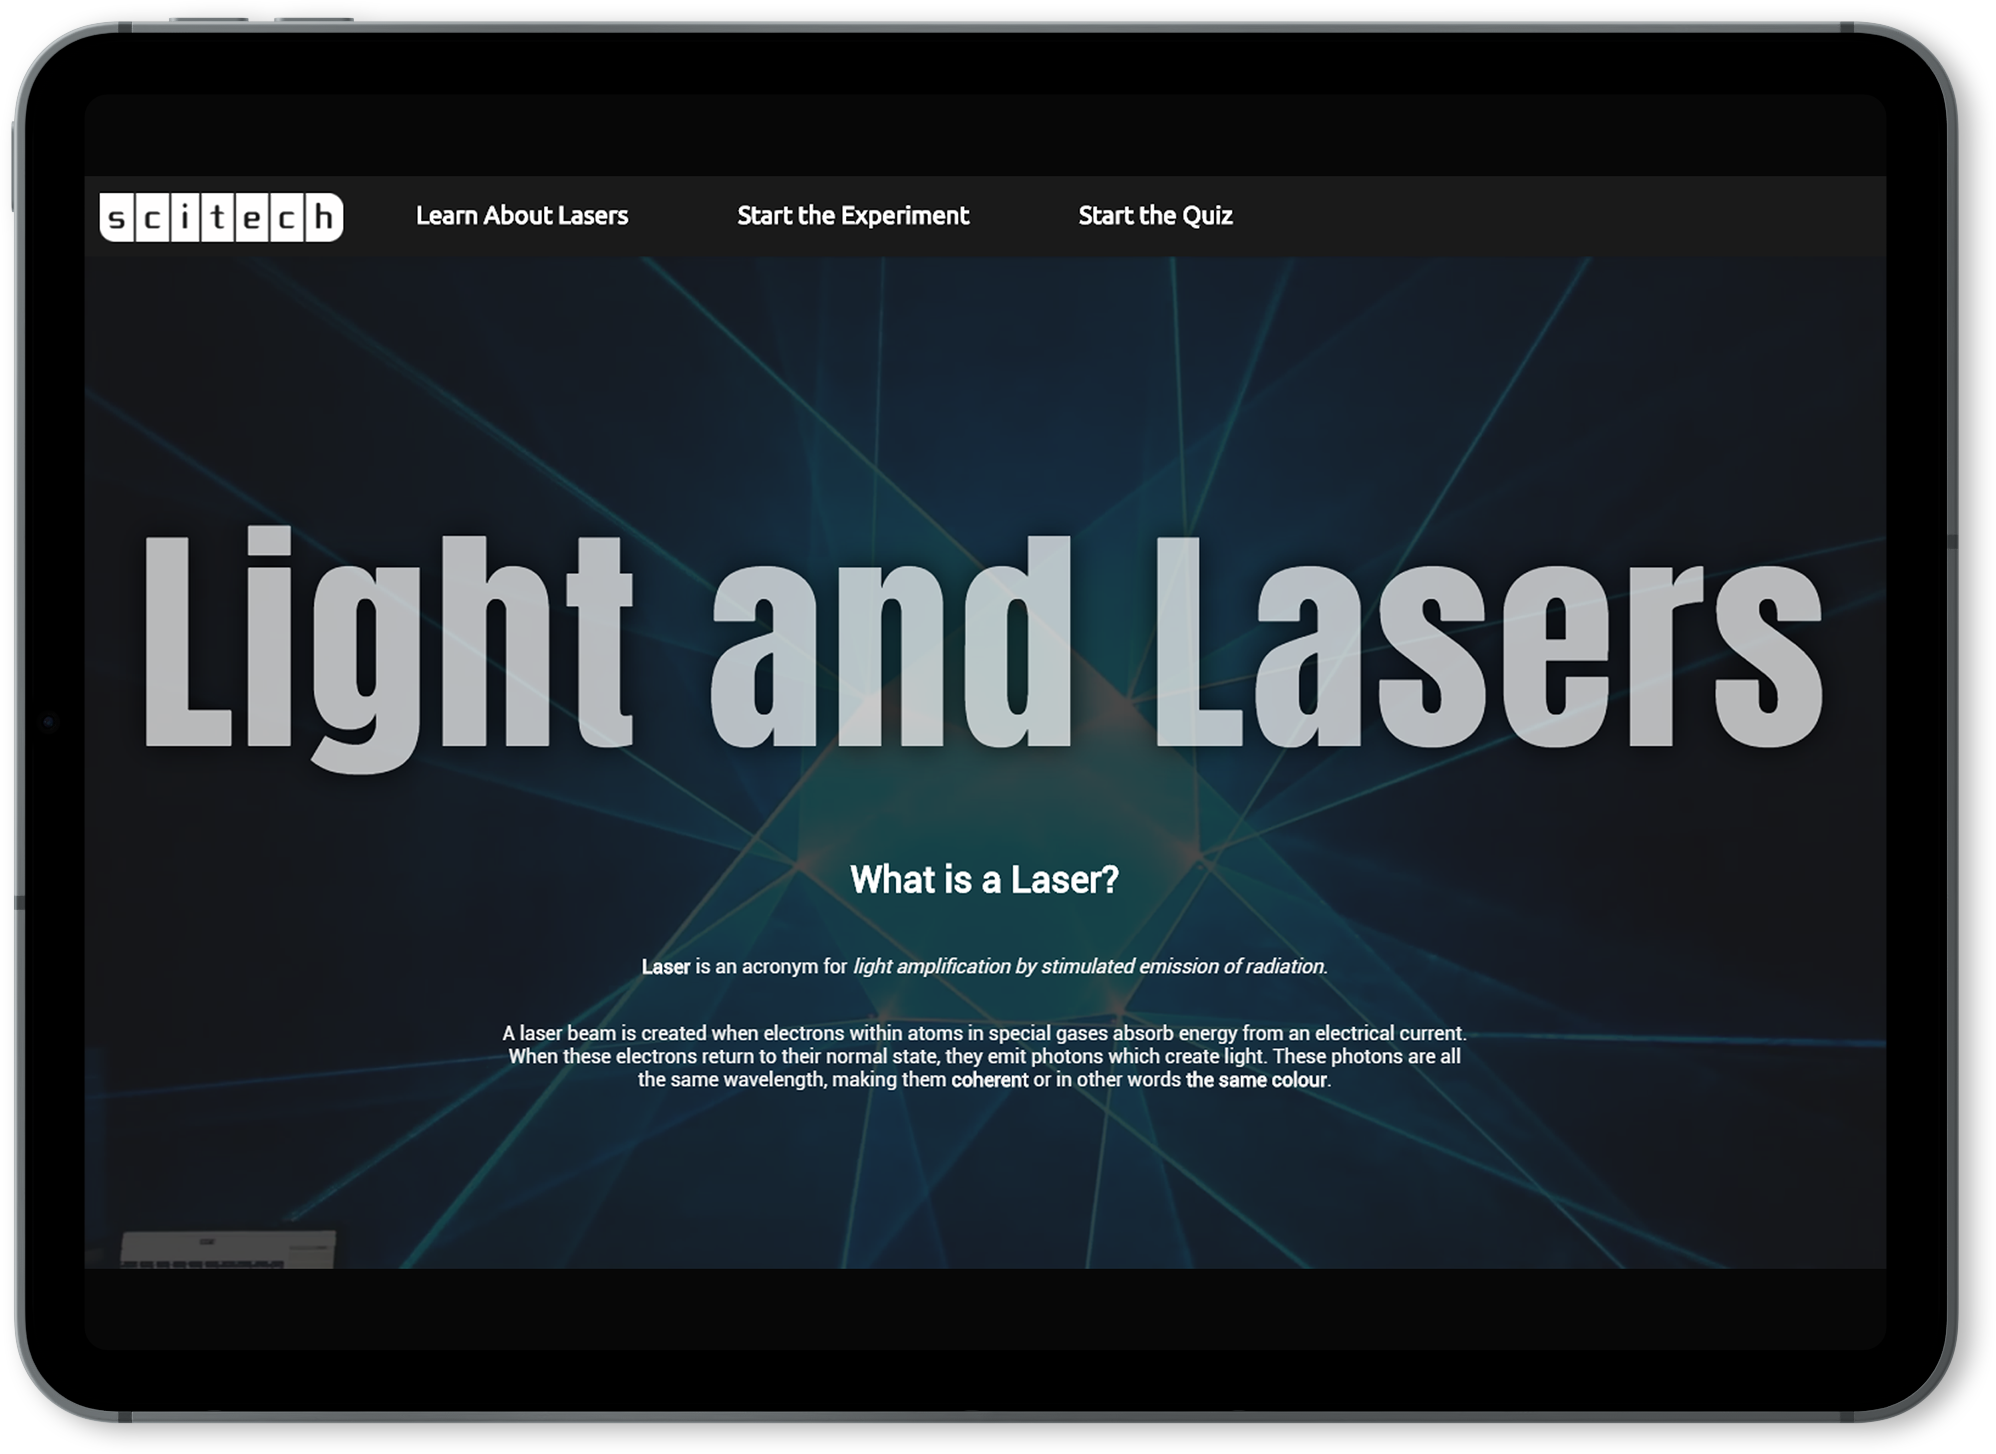 scitech
Learn About Lasers
Start the Experiment
Start the Quiz
Light and Lasers
What is a Laser?
Laser is an acronym for light amplification by stimulated emission of radiation.
A laser beam is created when electrons within atoms in special gases absorb energy from an electrical current.
When these electrons return to their normal state, they emit photons which create light. These photons are all
the same wavelength, making them coherent or in other words the same colour.